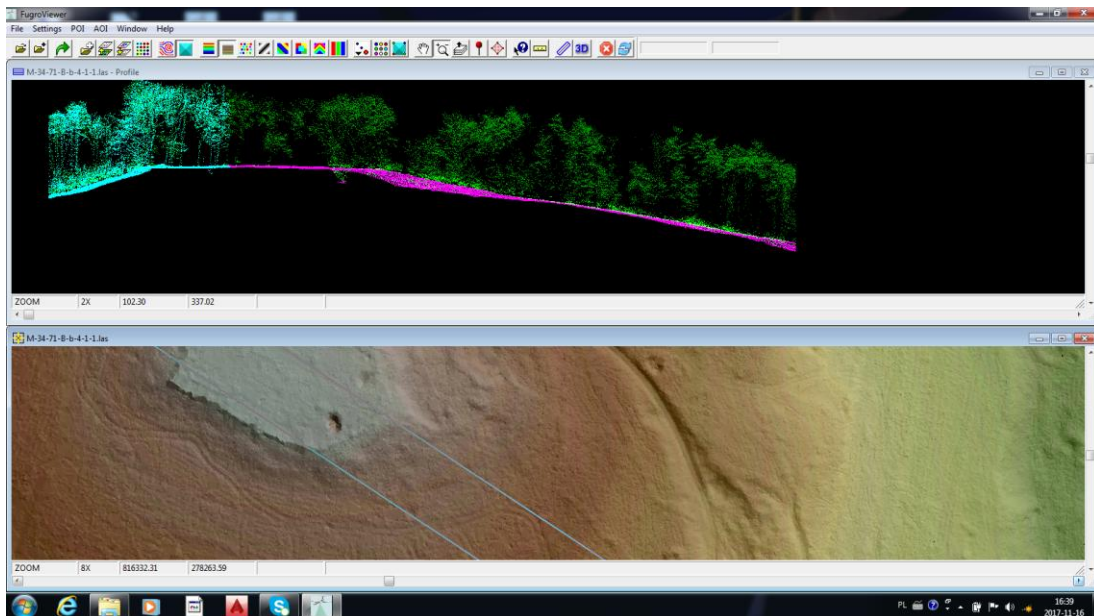 FugroViewer
File Settings POI AOI Window Help
3D
M-34-71-B-b-4-1-1.las - Profile
ZOOM 2X 102.30 337.02
M-34-71-B-b-4-1-1.las
ZOOM 8X 816332.31 278263.59
PL 16:39
2017-11-16